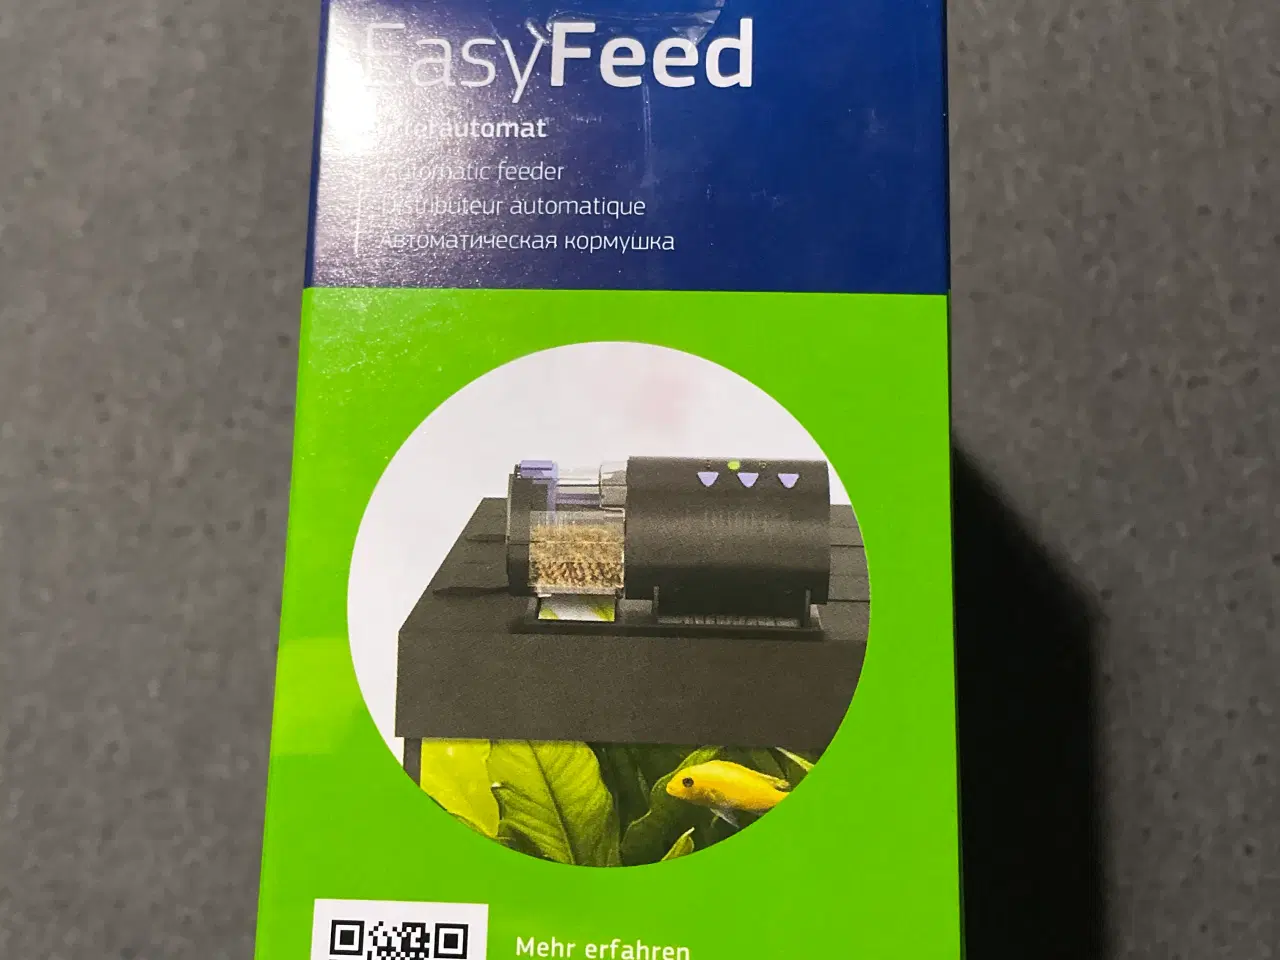 EasyFeed
Futterautomat
Automatic feeder
Distributeur automatique
Автоматическая кормушка
Mehr erfahren